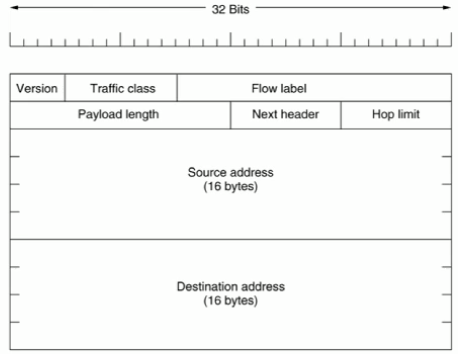 32 Bits
Version Traffic class Flow label
Payload length Next header Hop limit
Source address
(16 bytes)
Destination address
(16 bytes)